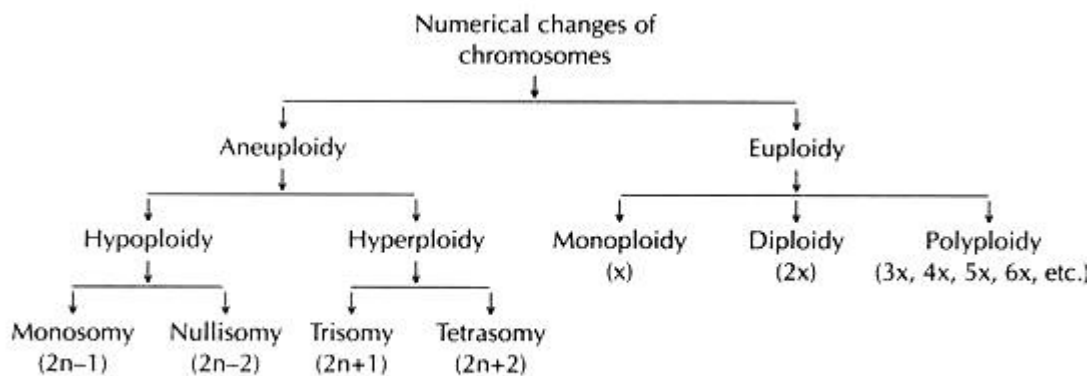 Numerical changes of
chromosomes
Aneuploidy
Euploidy
Hypoploidy
Hyperploidy
Monoploidy
(x)
Diploidy
(2x)
Polyploidy
(3x, 4x, 5x, 6x, etc.)
Monosomy
(2n–1)
Nullisomy
(2n–2)
Trisomy
(2n+1)
Tetrasomy
(2n+2)